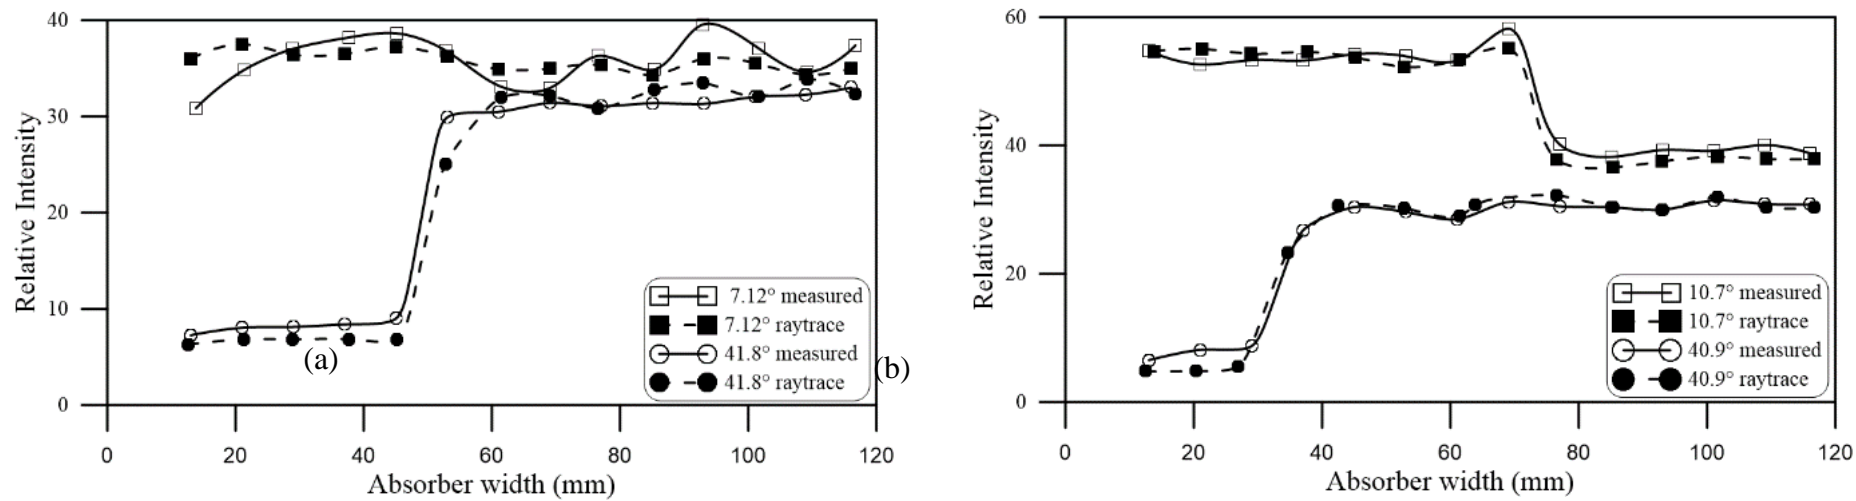 40
30
20
10
0
Relative Intensity
0 20 40 60 80 100 120
Absorber width (mm)
7.12° measured
7.12° raytrace
41.8° measured
41.8° raytrace
(a)
(b)
60
40
20
0
Relative Intensity
0 20 40 60 80 100 120
Absorber width (mm)
10.7° measured
10.7° raytrace
40.9° measured
40.9° raytrace